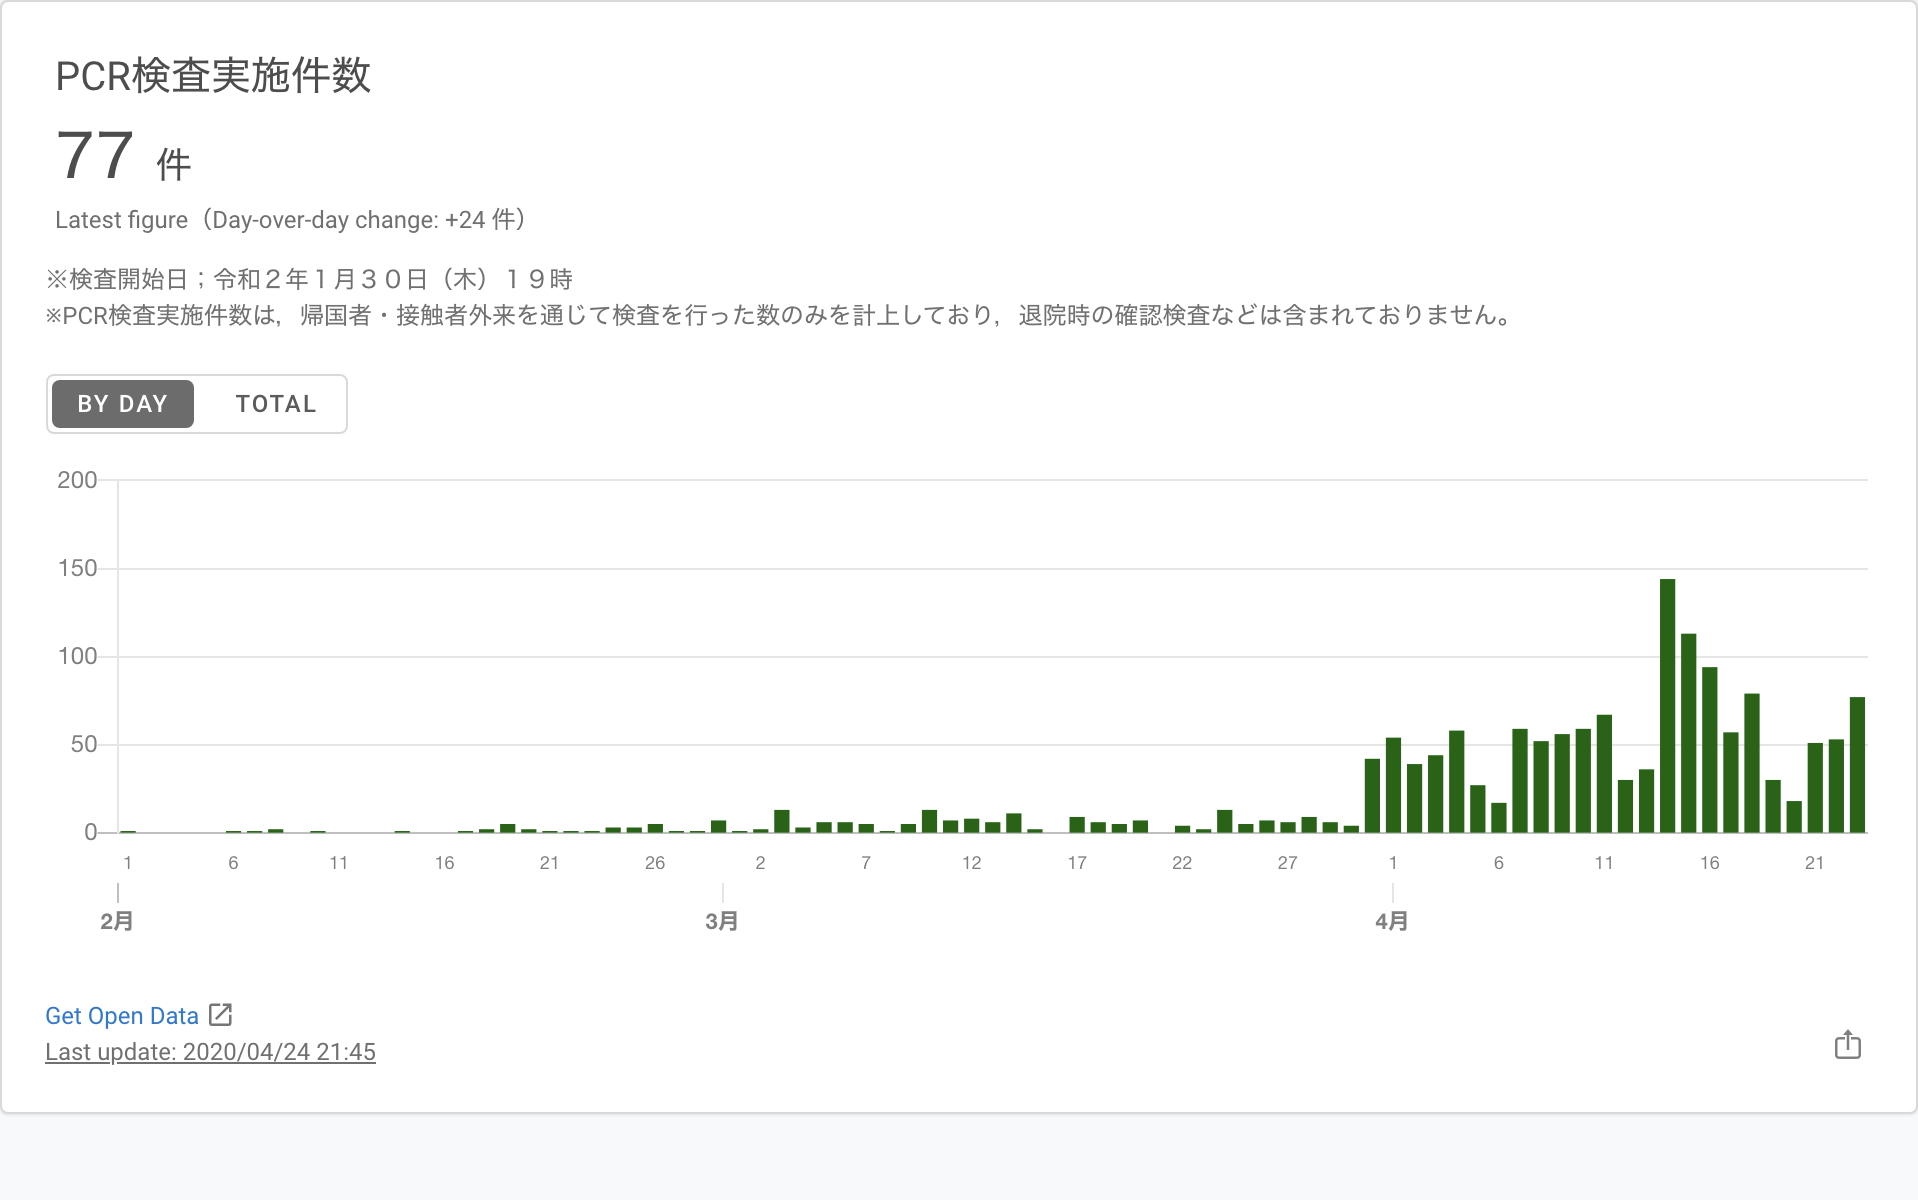 PCR検査実施件数
77 件
Latest figure（Day-over-day change: +24 件）
※検査開始日；令和２年１月３０日（木）１９時
※PCR検査実施件数は，帰国者・接触者外来を通じて検査を行った数のみを計上しており，退院時の確認検査などは含まれておりません。
BY DAY TOTAL
200
150
100
50
0
1 6 11 16 21 26 2 7 12 17 22 27 1 6 11 16 21
2月 3月 4月
Get Open Data
Last update: 2020/04/24 21:45